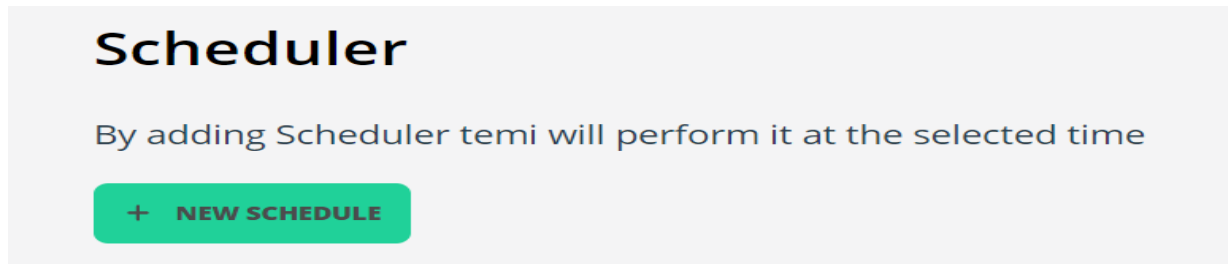 Scheduler
By adding Scheduler temi will perform it at the selected time
+ NEW SCHEDULE